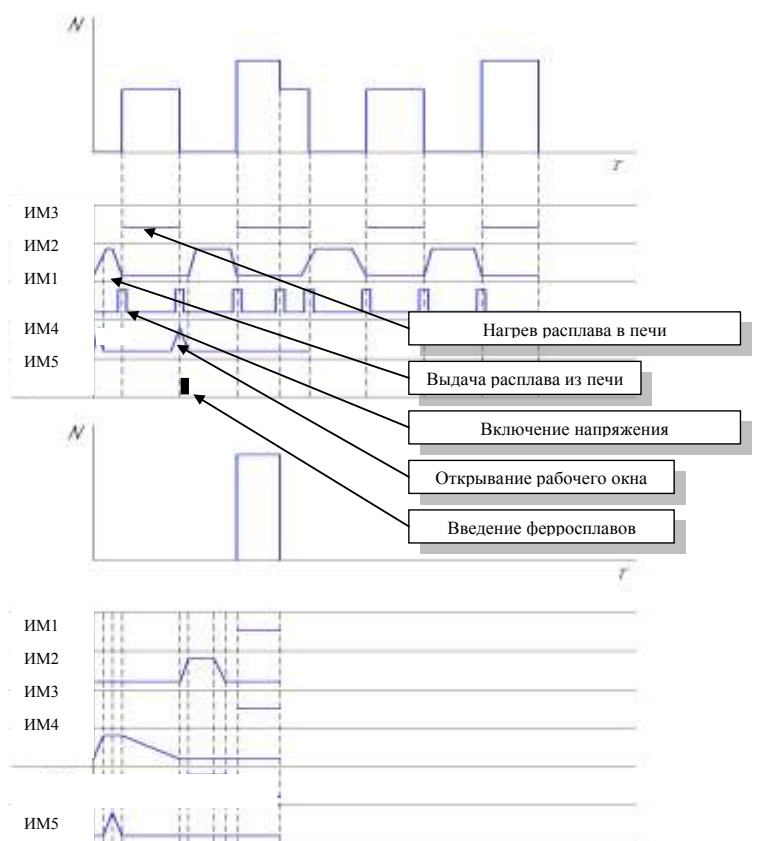 N
T
ИМ3
ИМ2
ИМ1
ИМ4
ИМ5
Нагрев расплава в печи
Выдача расплава из печи
Включение напряжения
Открывание рабочего окна
Введение ферросплавов
N
T
ИМ1
ИМ2
ИМ3
ИМ4
ИМ5